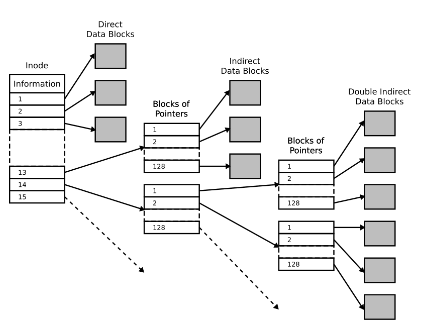 Direct
Data Blocks
Inode
Information
1
2
3
13
14
15
Blocks of
Pointers
1
2
128
1
2
128
Indirect
Data Blocks
Blocks of
Pointers
1
2
128
1
2
128
Double Indirect
Data Blocks